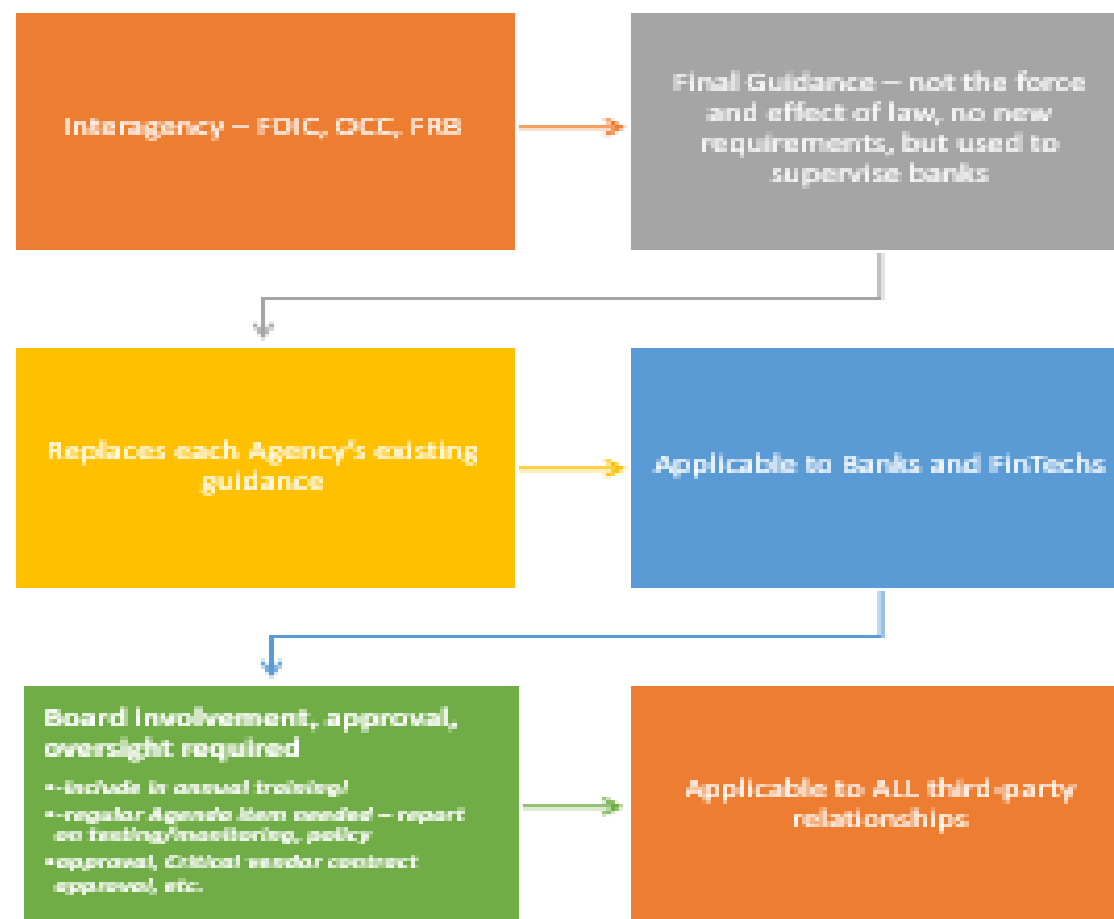 Interagency – FDIC, OCC, FRB
Final Guidance – not the force
and effect of law, no new
requirements, but used to
supervise banks
Replaces each Agency's existing
guidance
Applicable to Banks and FinTechs
Board involvement, approval,
oversight required
•-include in annual training!
•-regular Agenda item needed – report
on testing/monitoring, policy
•approval, Critical vendor contract
approval, etc.
Applicable to ALL third-party
relationships